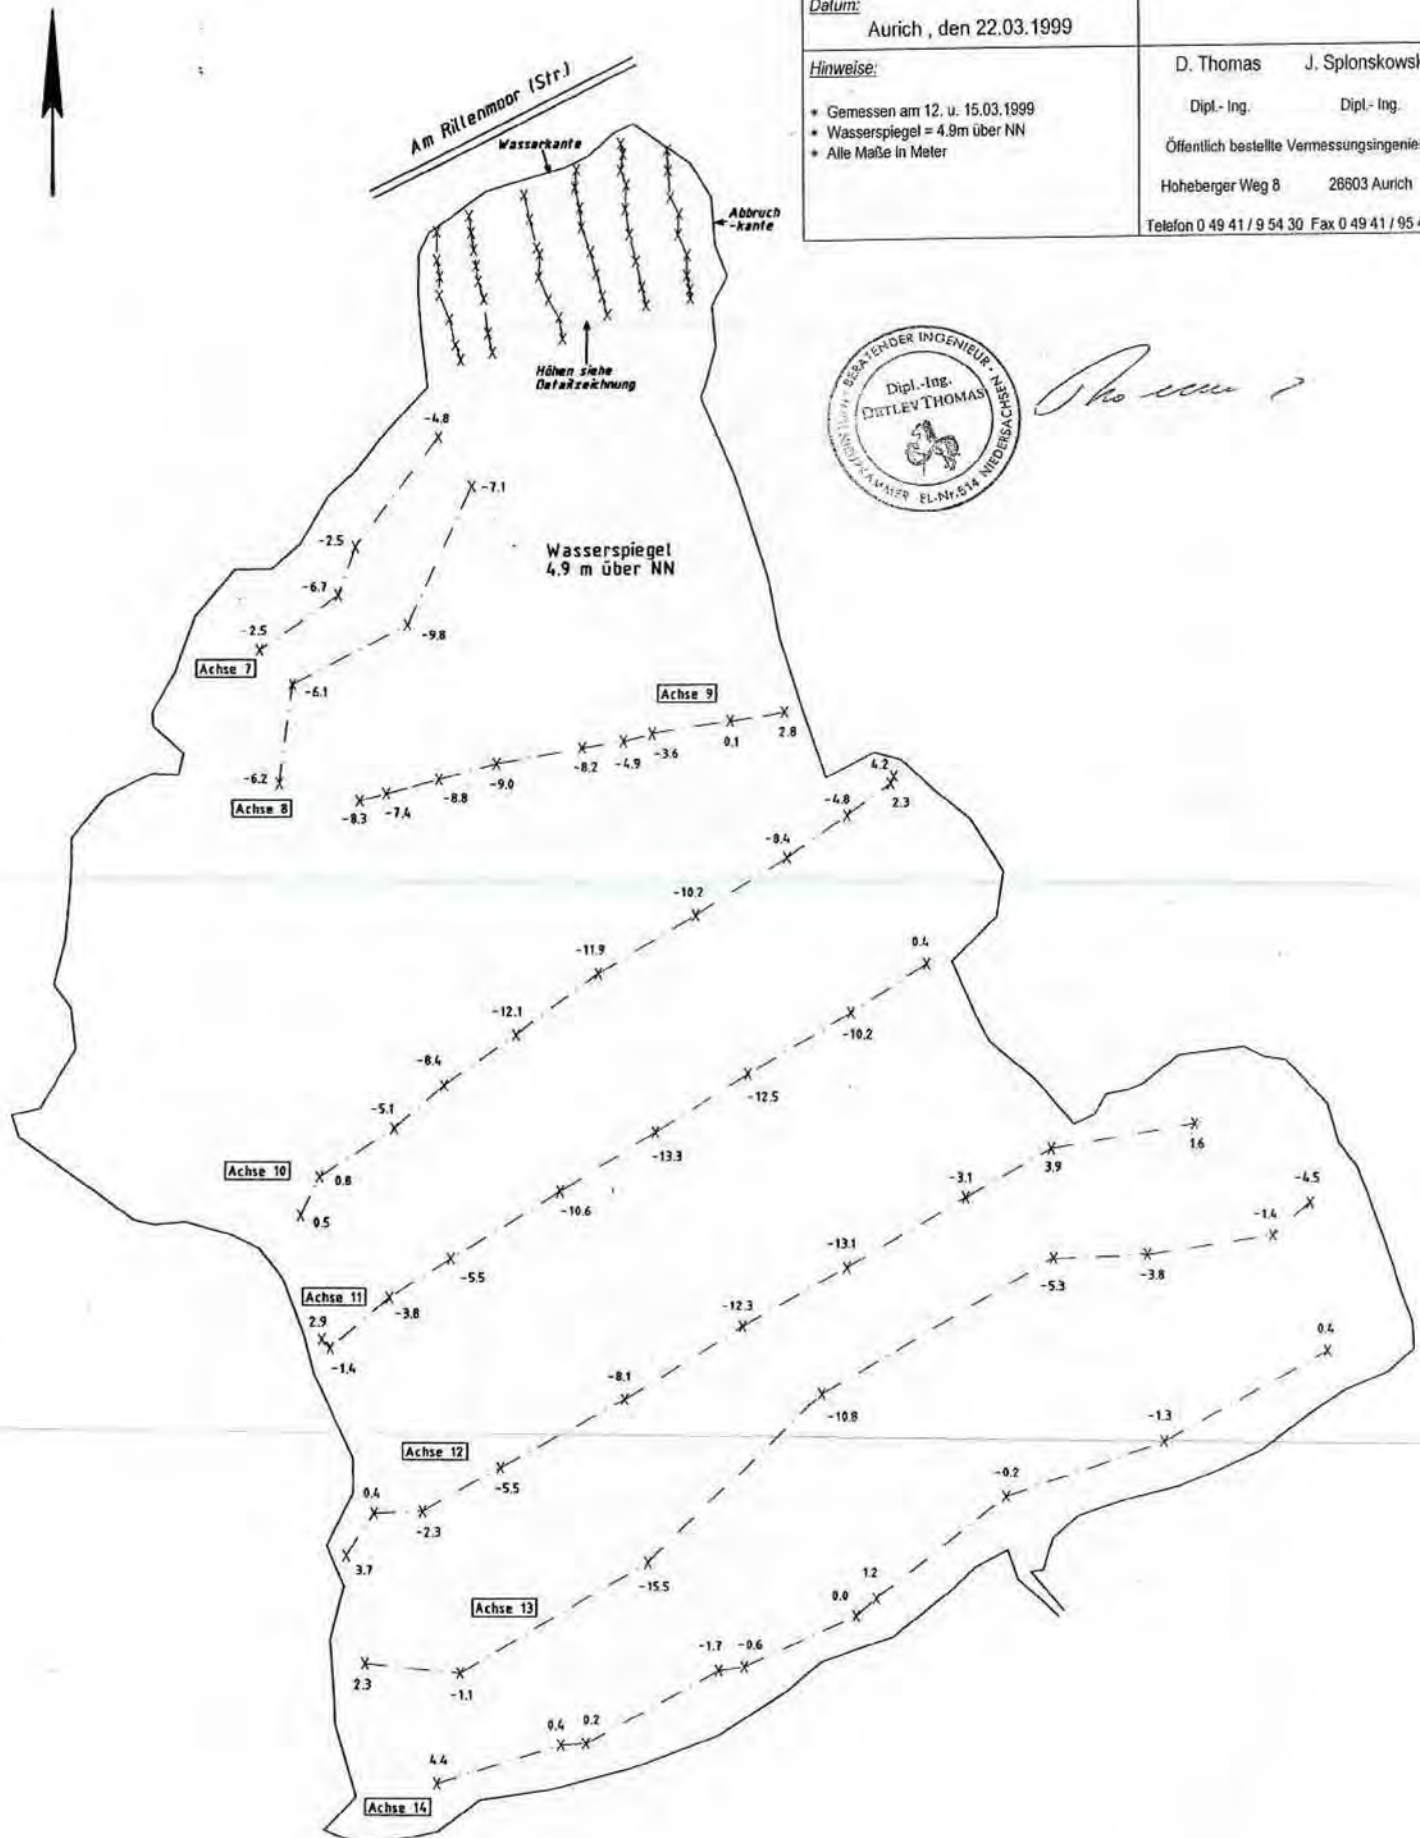 Datum:
Aurich , den 22.03.1999
Hinweise:
* Gemessen am 12. u. 15.03.1999
* Wasserspiegel = 4.9m über NN
* Alle Maße in Meter
D. Thomas J. Splonskowsk
Dipl.- Ing. Dipl.- Ing.
Öffentlich bestellte Vermessungsingenie
Hoheberger Weg 8 26603 Aurich
Telefon 0 49 41 / 9 54 30 Fax 0 49 41 / 95 4
Am Rillenmoor (Str.)
Wasserkante
Abbruch
-kante
Höhen siehe
Detailzeichnung
BERATENDER INGENIEUR · NIEDERSACHSEN
Dipl.-Ing.
DETLEV THOMAS
EL-Nr. 514
-4.8
-7.1
-2.5
Wasserspiegel
4.9 m über NN
-6.7
-2.5
-9.8
Achse 7
-6.1
Achse 9
-6.2
Achse 8
-8.3 -7.4 -8.8 -9.0 -8.2 -4.9 -3.6 0.1 2.8
4.2
2.3
-4.8
-8.4
-10.2
-11.9
-12.1
-8.4
-5.1
Achse 10
0.8
0.5
0.4
-10.2
-12.5
-13.3
-10.6
-5.5
Achse 11
-3.8
2.9
-1.4
1.6
3.9
-3.1
-13.1
-12.3
-8.1
Achse 12
-5.5
0.4
-2.3
3.7
-4.5
-1.4
-3.8
-5.3
-10.8
-15.5
Achse 13
2.3
-1.1
0.4
-1.3
-0.2
1.2
0.0
-1.7 -0.6
0.4 0.2
4.4
Achse 14